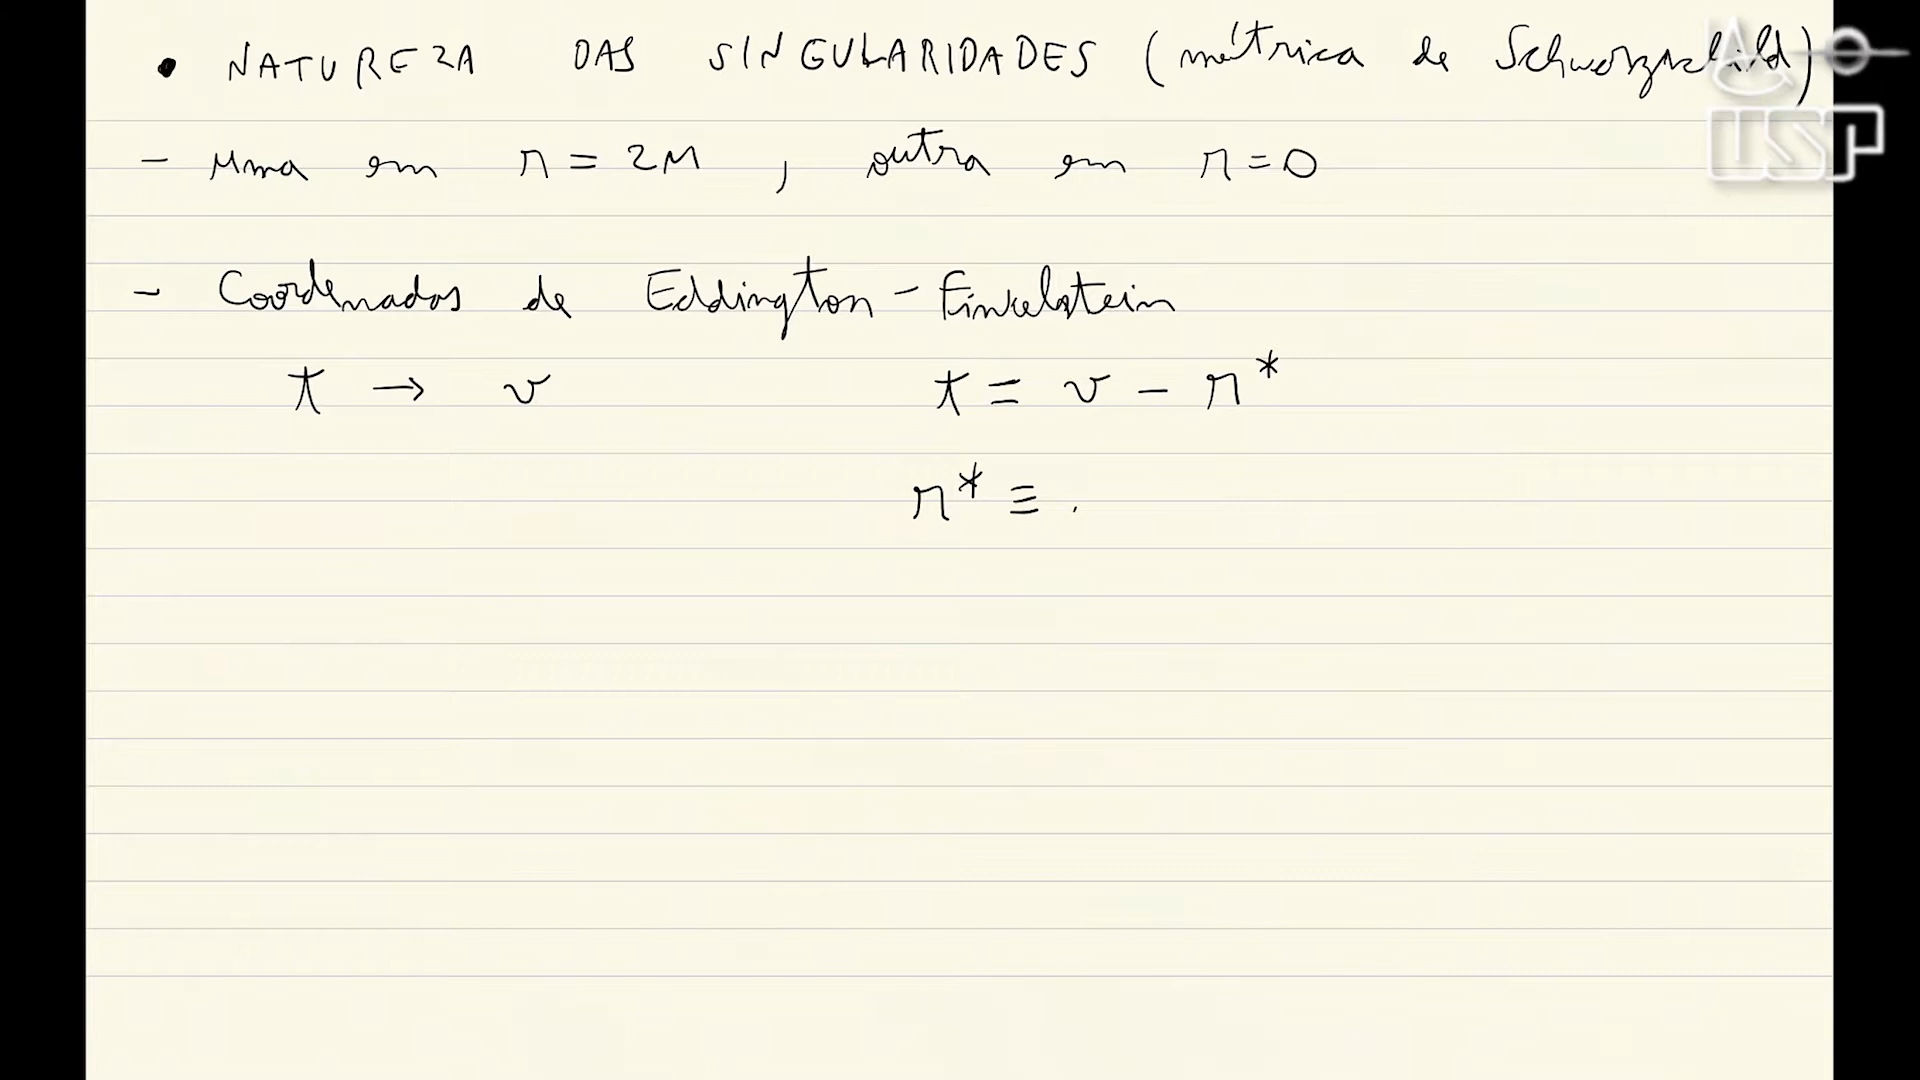 • NATUREZA DAS SINGULARIDADES (métrica de Schwarzschild)
- Uma em r = 2M , outra em r = 0
- Coordenadas de Eddington - Finkelstein
t → v t = v - r*
r* ≡ .
USP